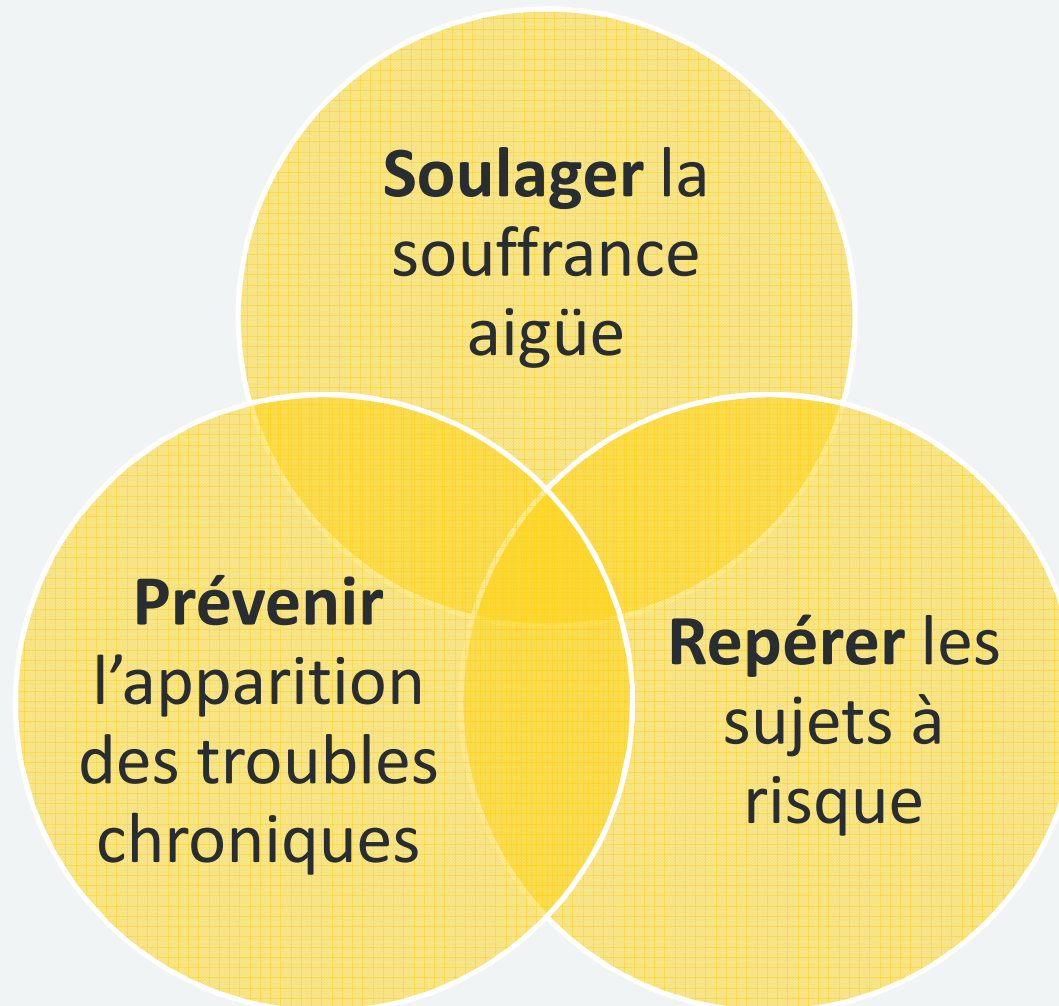 Soulager la
souffrance
aigüe
Prévenir
l’apparition
des troubles
chroniques
Repérer les
sujets à
risque